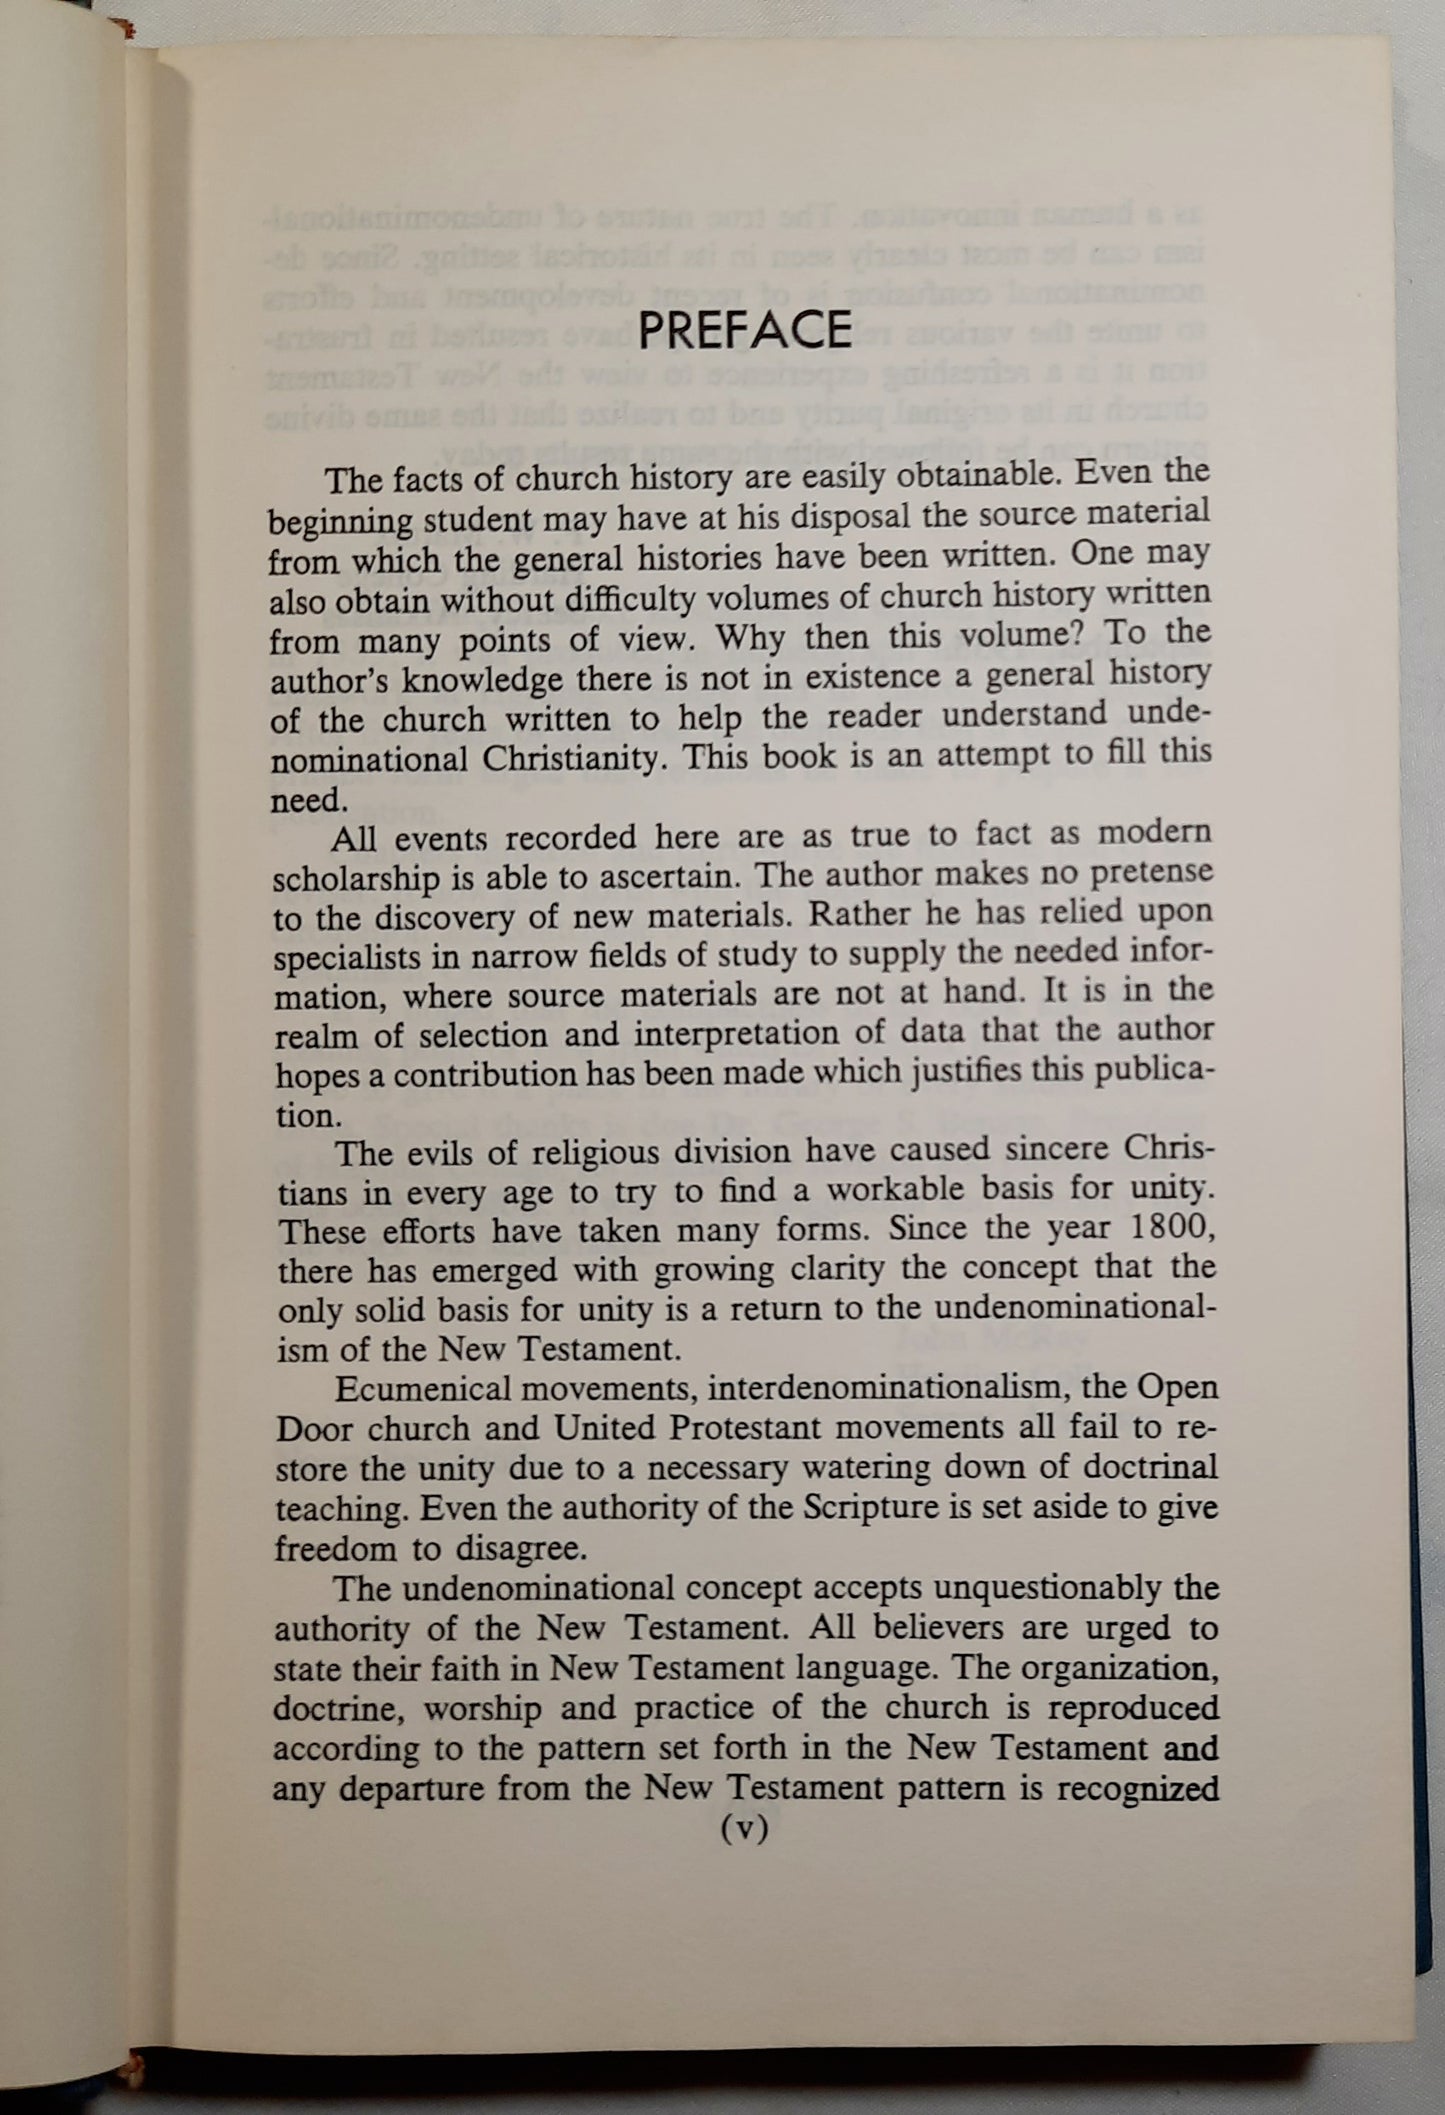 PREFACE
The facts of church history are easily obtainable. Even the
beginning student may have at his disposal the source material
from which the general histories have been written. One may
also obtain without difficulty volumes of church history written
from many points of view. Why then this volume? To the
author's knowledge there is not in existence a general history
of the church written to help the reader understand unde-
nominational Christianity. This book is an attempt to fill this
need.
All events recorded here are as true to fact as modern
scholarship is able to ascertain. The author makes no pretense
to the discovery of new materials. Rather he has relied upon
specialists in narrow fields of study to supply the needed infor-
mation, where source materials are not at hand. It is in the
realm of selection and interpretation of data that the author
hopes a contribution has been made which justifies this publica-
tion.
The evils of religious division have caused sincere Chris-
tians in every age to try to find a workable basis for unity.
These efforts have taken many forms. Since the year 1800,
there has emerged with growing clarity the concept that the
only solid basis for unity is a return to the undenominational-
ism of the New Testament.
Ecumenical movements, interdenominationalism, the Open
Door church and United Protestant movements all fail to re-
store the unity due to a necessary watering down of doctrinal
teaching. Even the authority of the Scripture is set aside to give
freedom to disagree.
The undenominational concept accepts unquestionably the
authority of the New Testament. All believers are urged to
state their faith in New Testament language. The organization,
doctrine, worship and practice of the church is reproduced
according to the pattern set forth in the New Testament and
any departure from the New Testament pattern is recognized
(v)